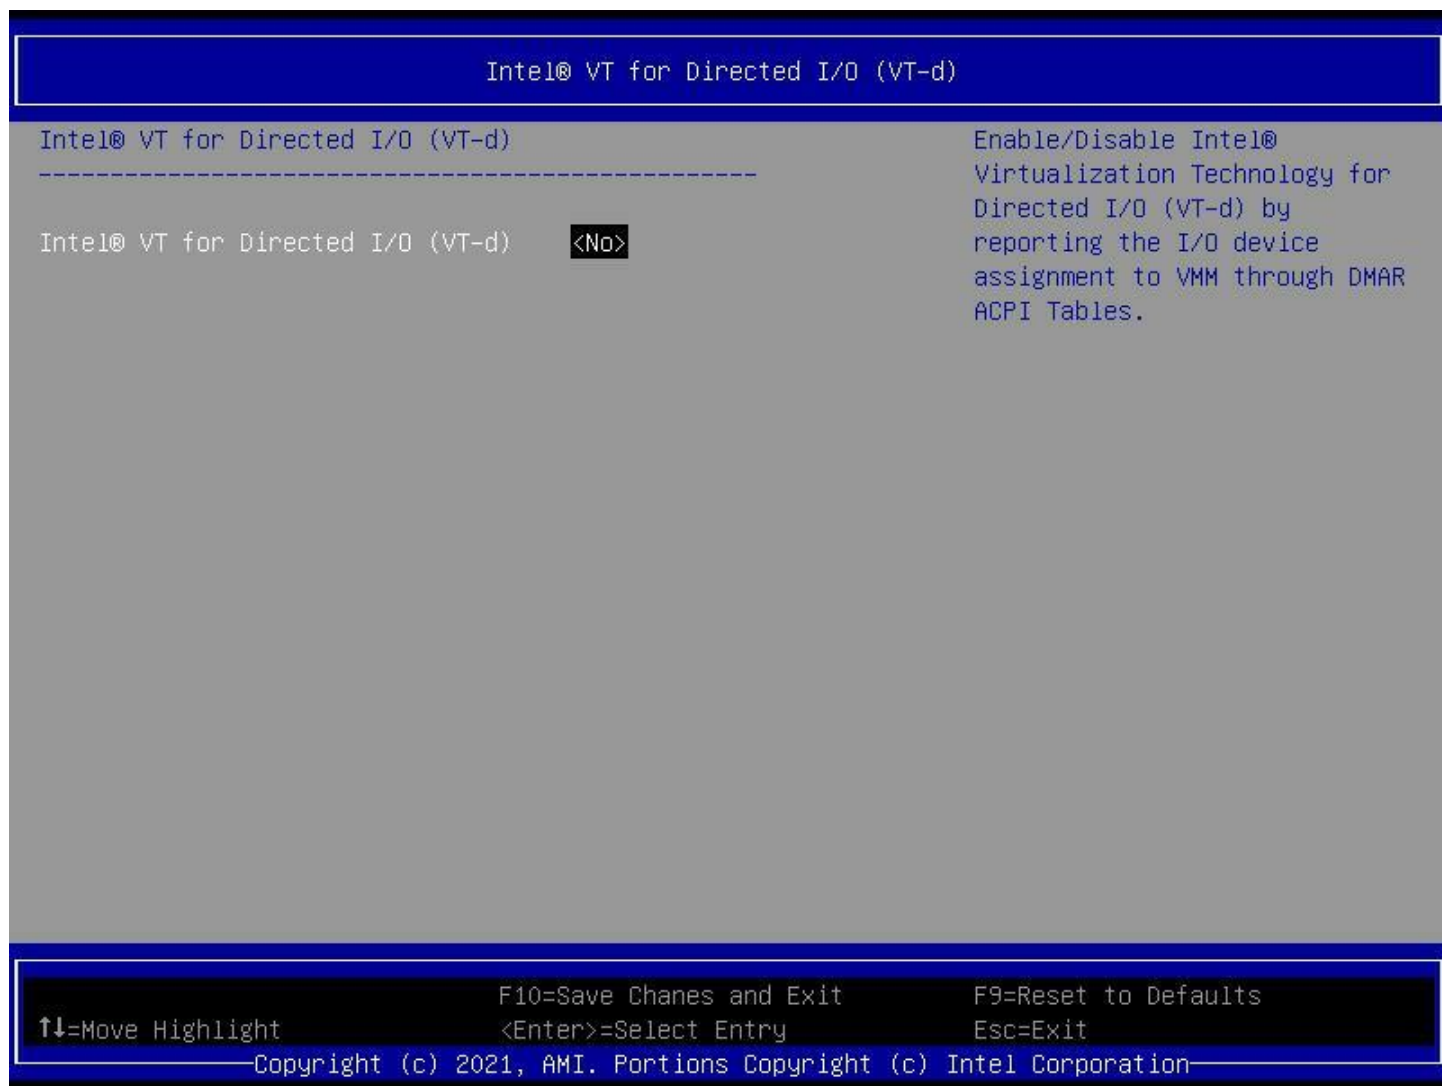 Intel® VT for Directed I/O (VT-d)
Intel® VT for Directed I/O (VT-d)
--------------------------------------------------
Intel® VT for Directed I/O (VT-d) <No>
Enable/Disable Intel®
Virtualization Technology for
Directed I/O (VT-d) by
reporting the I/O device
assignment to VMM through DMAR
ACPI Tables.
F10=Save Chanes and Exit F9=Reset to Defaults
↑↓=Move Highlight <Enter>=Select Entry Esc=Exit
Copyright (c) 2021, AMI. Portions Copyright (c) Intel Corporation